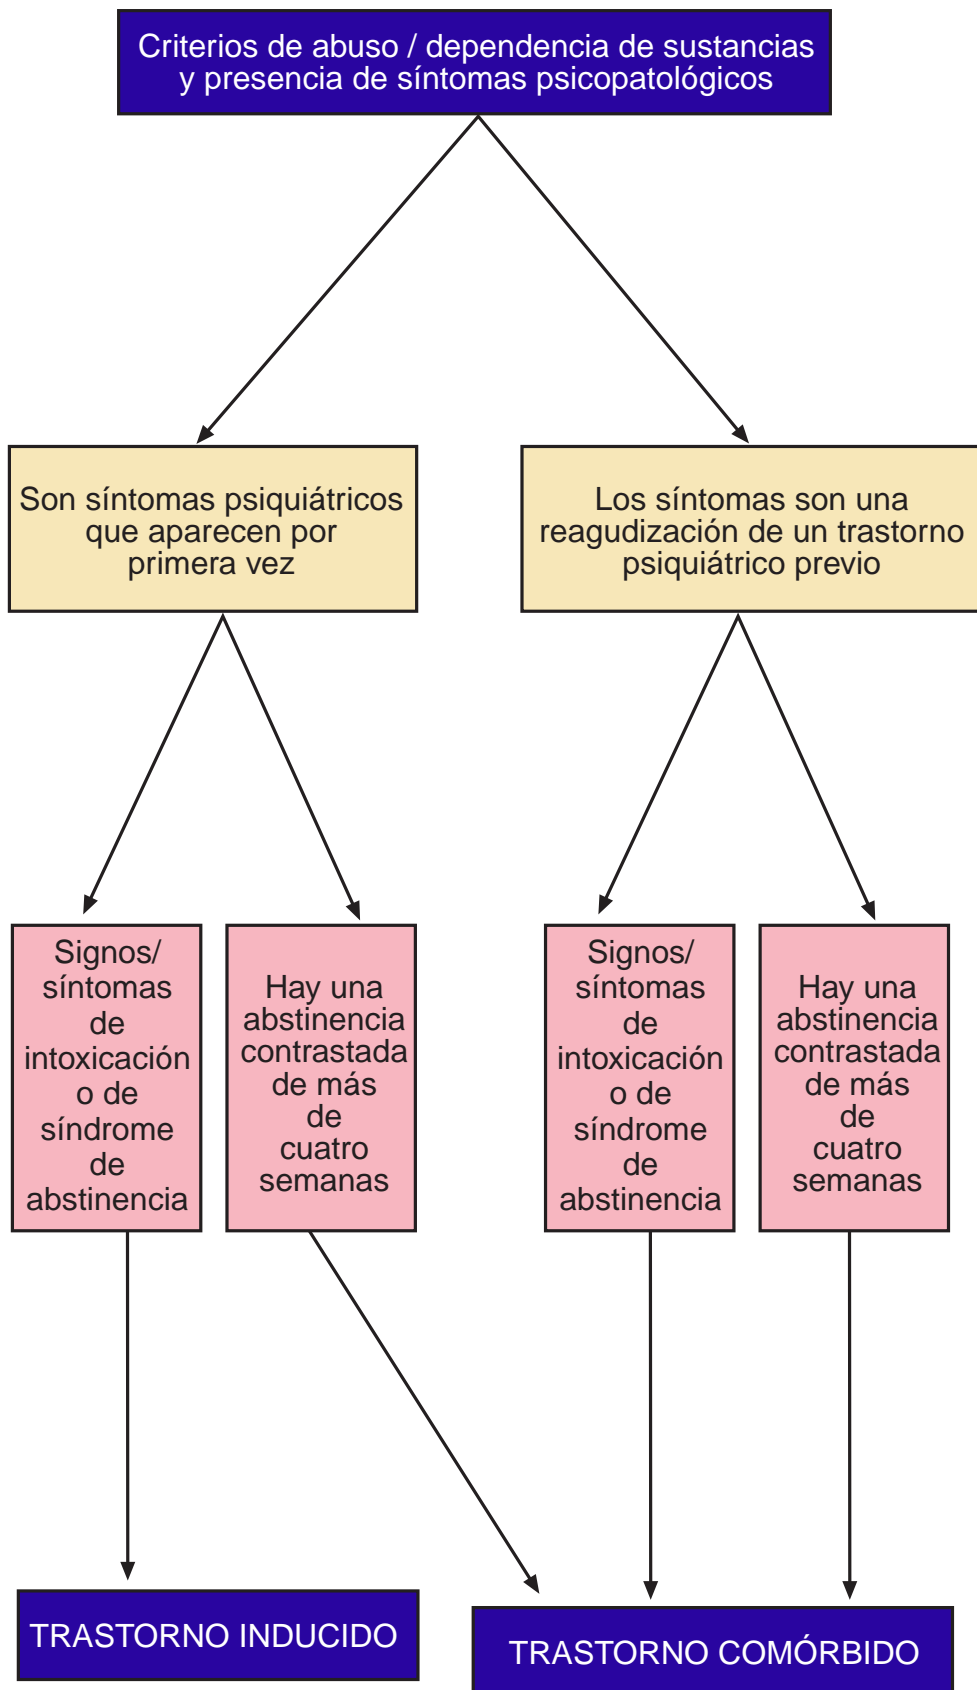 Criterios de abuso / dependencia de sustancias
y presencia de síntomas psicopatológicos
Son síntomas psiquiátricos
que aparecen por
primera vez
Los síntomas son una
reagudización de un trastorno
psiquiátrico previo
Signos/
síntomas
de
intoxicación
o de
síndrome
de
abstinencia
Hay una
abstinencia
contrastada
de más
de
cuatro
semanas
Signos/
síntomas
de
intoxicación
o de
síndrome
de
abstinencia
Hay una
abstinencia
contrastada
de más
de
cuatro
semanas
TRASTORNO INDUCIDO
TRASTORNO COMÓRBIDO